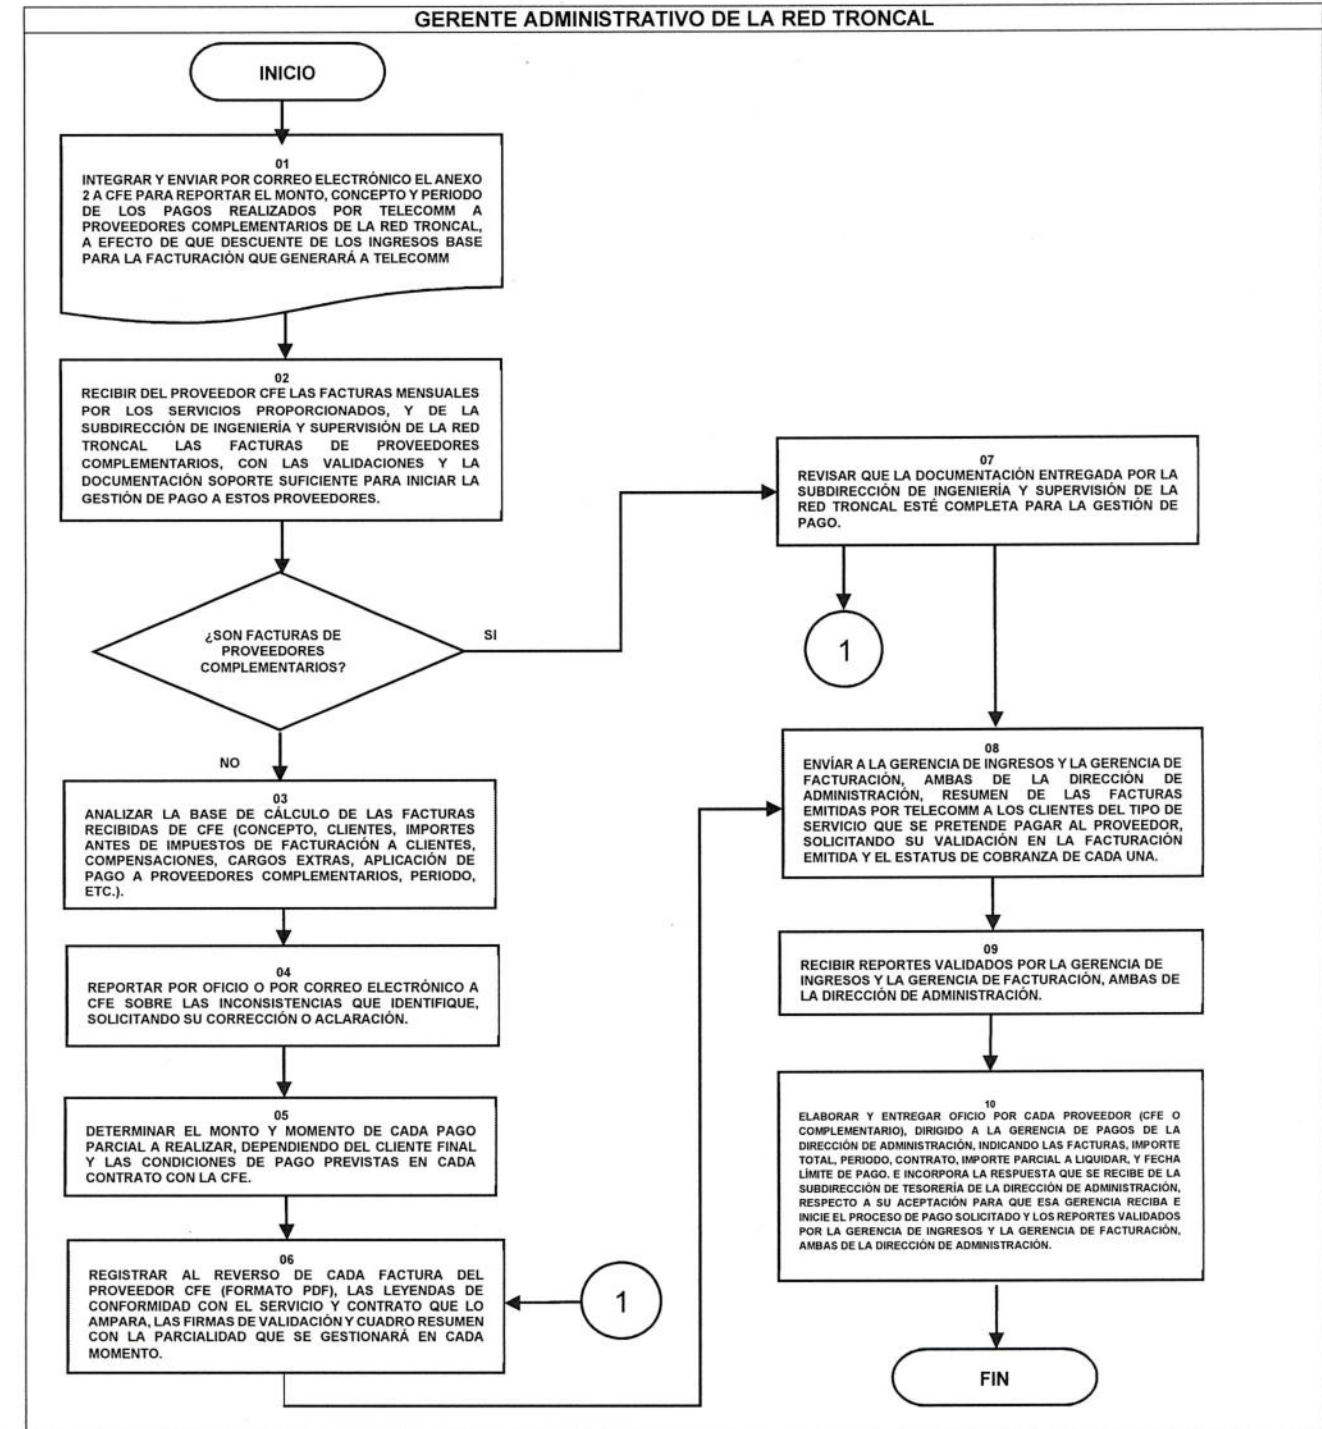 GERENTE ADMINISTRATIVO DE LA RED TRONCAL
INICIO
01
INTEGRAR Y ENVIAR POR CORREO ELECTRÓNICO EL ANEXO
2 A CFE PARA REPORTAR EL MONTO, CONCEPTO Y PERIODO
DE LOS PAGOS REALIZADOS POR TELECOMM A
PROVEEDORES COMPLEMENTARIOS DE LA RED TRONCAL,
A EFECTO DE QUE DESCUENTE DE LOS INGRESOS BASE
PARA LA FACTURACIÓN QUE GENERARÁ A TELECOMM
02
RECIBIR DEL PROVEEDOR CFE LAS FACTURAS MENSUALES
POR LOS SERVICIOS PROPORCIONADOS, Y DE LA
SUBDIRECCIÓN DE INGENIERÍA Y SUPERVISIÓN DE LA RED
TRONCAL LAS FACTURAS DE PROVEEDORES
COMPLEMENTARIOS, CON LAS VALIDACIONES Y LA
DOCUMENTACIÓN SOPORTE SUFICIENTE PARA INICIAR LA
GESTIÓN DE PAGO A ESTOS PROVEEDORES.
¿SON FACTURAS DE
PROVEEDORES
COMPLEMENTARIOS?
SI
NO
03
ANALIZAR LA BASE DE CÁLCULO DE LAS FACTURAS
RECIBIDAS DE CFE (CONCEPTO, CLIENTES, IMPORTES
ANTES DE IMPUESTOS DE FACTURACIÓN A CLIENTES,
COMPENSACIONES, CARGOS EXTRAS, APLICACIÓN DE
PAGO A PROVEEDORES COMPLEMENTARIOS, PERIODO,
ETC.).
04
REPORTAR POR OFICIO O POR CORREO ELECTRÓNICO A
CFE SOBRE LAS INCONSISTENCIAS QUE IDENTIFIQUE,
SOLICITANDO SU CORRECCIÓN O ACLARACIÓN.
05
DETERMINAR EL MONTO Y MOMENTO DE CADA PAGO
PARCIAL A REALIZAR, DEPENDIENDO DEL CLIENTE FINAL
Y LAS CONDICIONES DE PAGO PREVISTAS EN CADA
CONTRATO CON LA CFE.
06
REGISTRAR AL REVERSO DE CADA FACTURA DEL
PROVEEDOR CFE (FORMATO PDF), LAS LEYENDAS DE
CONFORMIDAD CON EL SERVICIO Y CONTRATO QUE LO
AMPARA, LAS FIRMAS DE VALIDACIÓN Y CUADRO RESUMEN
CON LA PARCIALIDAD QUE SE GESTIONARÁ EN CADA
MOMENTO.
1
07
REVISAR QUE LA DOCUMENTACIÓN ENTREGADA POR LA
SUBDIRECCIÓN DE INGENIERÍA Y SUPERVISIÓN DE LA
RED TRONCAL ESTÉ COMPLETA PARA LA GESTIÓN DE
PAGO.
1
08
ENVÍAR A LA GERENCIA DE INGRESOS Y LA GERENCIA DE
FACTURACIÓN, AMBAS DE LA DIRECCIÓN DE
ADMINISTRACIÓN, RESUMEN DE LAS FACTURAS
EMITIDAS POR TELECOMM A LOS CLIENTES DEL TIPO DE
SERVICIO QUE SE PRETENDE PAGAR AL PROVEEDOR,
SOLICITANDO SU VALIDACIÓN EN LA FACTURACIÓN
EMITIDA Y EL ESTATUS DE COBRANZA DE CADA UNA.
09
RECIBIR REPORTES VALIDADOS POR LA GERENCIA DE
INGRESOS Y LA GERENCIA DE FACTURACIÓN, AMBAS DE
LA DIRECCIÓN DE ADMINISTRACIÓN.
10
ELABORAR Y ENTREGAR OFICIO POR CADA PROVEEDOR (CFE O
COMPLEMENTARIO), DIRIGIDO A LA GERENCIA DE PAGOS DE LA
DIRECCIÓN DE ADMINISTRACIÓN, INDICANDO LAS FACTURAS, IMPORTE
TOTAL, PERIODO, CONTRATO, IMPORTE PARCIAL A LIQUIDAR, Y FECHA
LÍMITE DE PAGO. E INCORPORA LA RESPUESTA QUE SE RECIBE DE LA
SUBDIRECCIÓN DE TESORERÍA DE LA DIRECCIÓN DE ADMINISTRACIÓN,
RESPECTO A SU ACEPTACIÓN PARA QUE ESA GERENCIA RECIBA E
INICIE EL PROCESO DE PAGO SOLICITADO Y LOS REPORTES VALIDADOS
POR LA GERENCIA DE INGRESOS Y LA GERENCIA DE FACTURACIÓN,
AMBAS DE LA DIRECCIÓN DE ADMINISTRACIÓN.
FIN